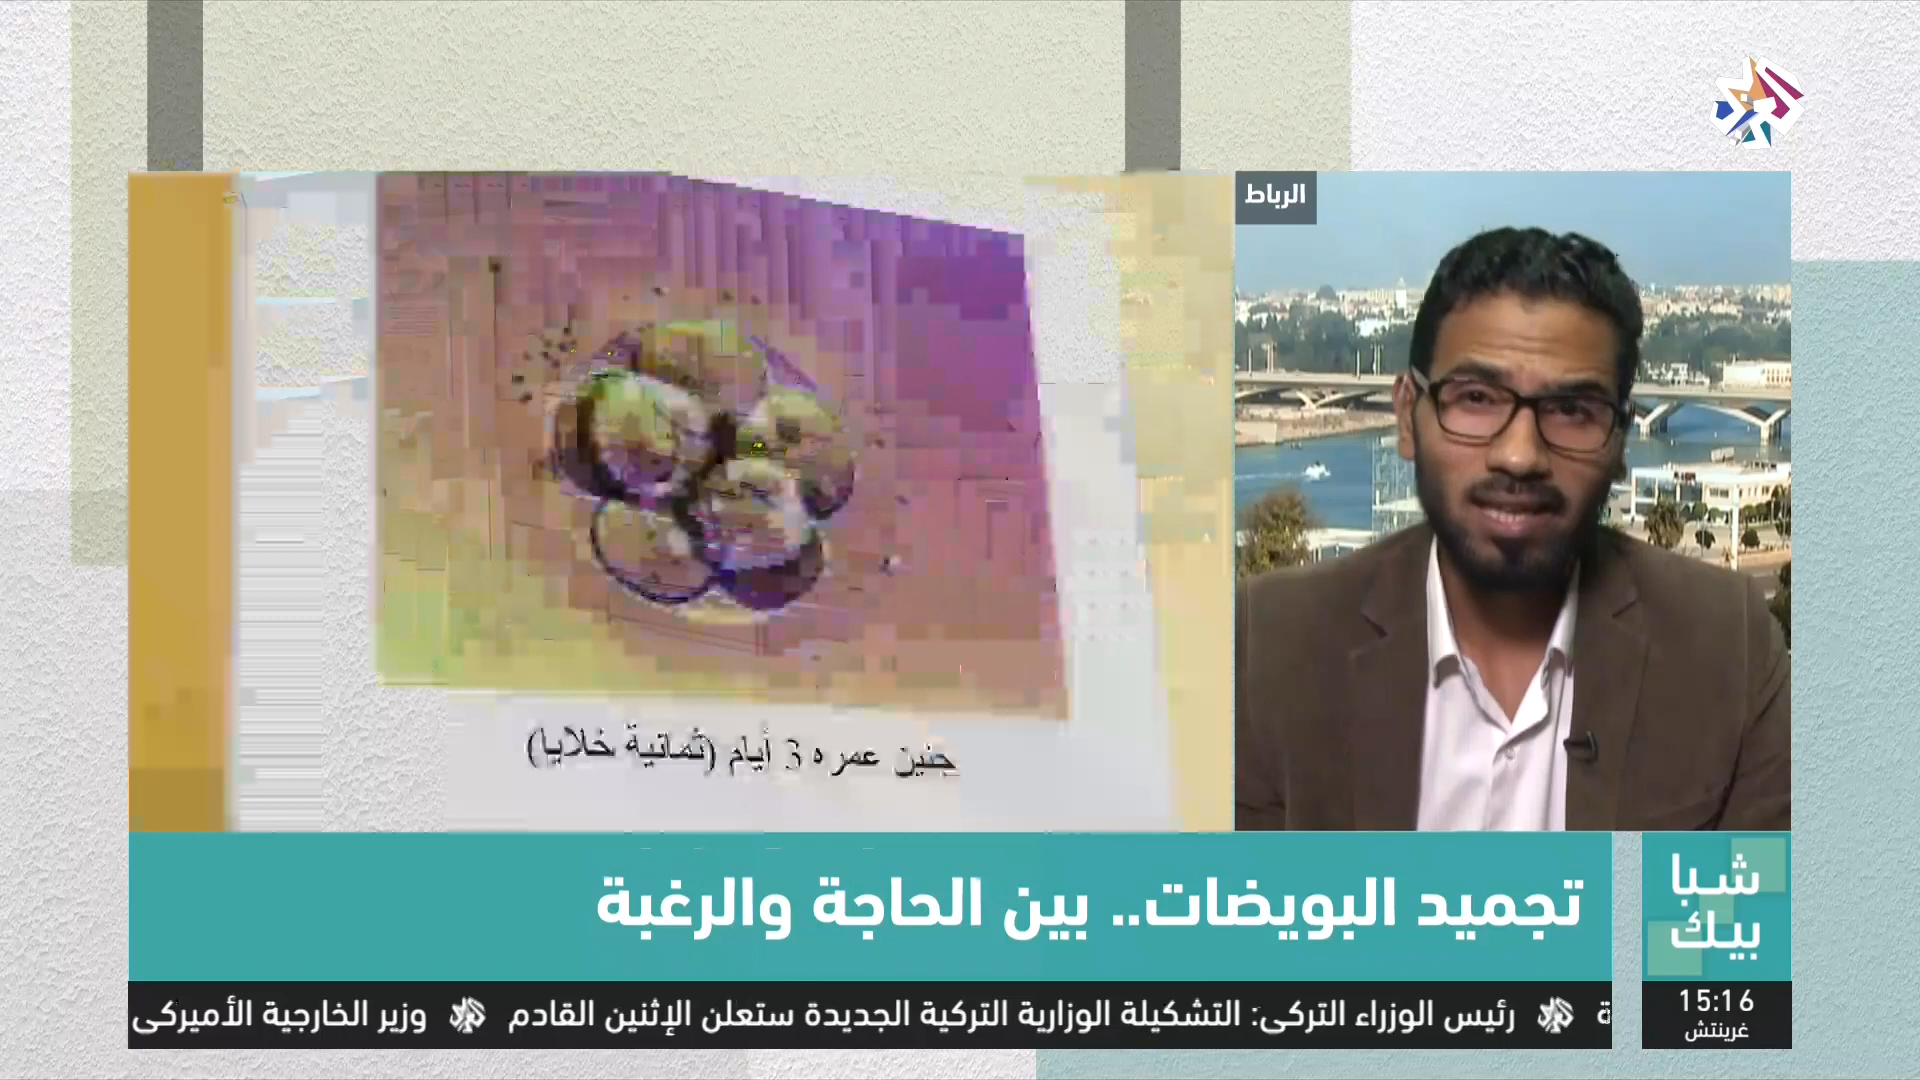 الرباط
جنين عمره 3 أيام (ثمانية خلايا)
تجميد البويضات.. بين الحاجة والرغبة
شبا
بيك
رئيس الوزراء التركي: التشكيلة الوزارية التركية الجديدة ستعلن الإثنين القادم وزير الخارجية الأميركي
15:16
غرينتش